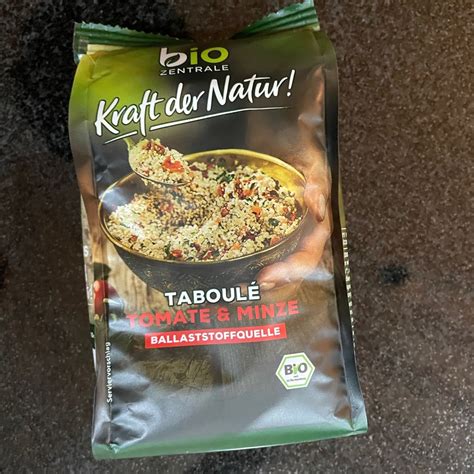 bio
ZENTRALE
Kraft der Natur!
TABOULÉ
TOMATE & MINZE
BALLASTSTOFFQUELLE
BiO
Serviervorschlag